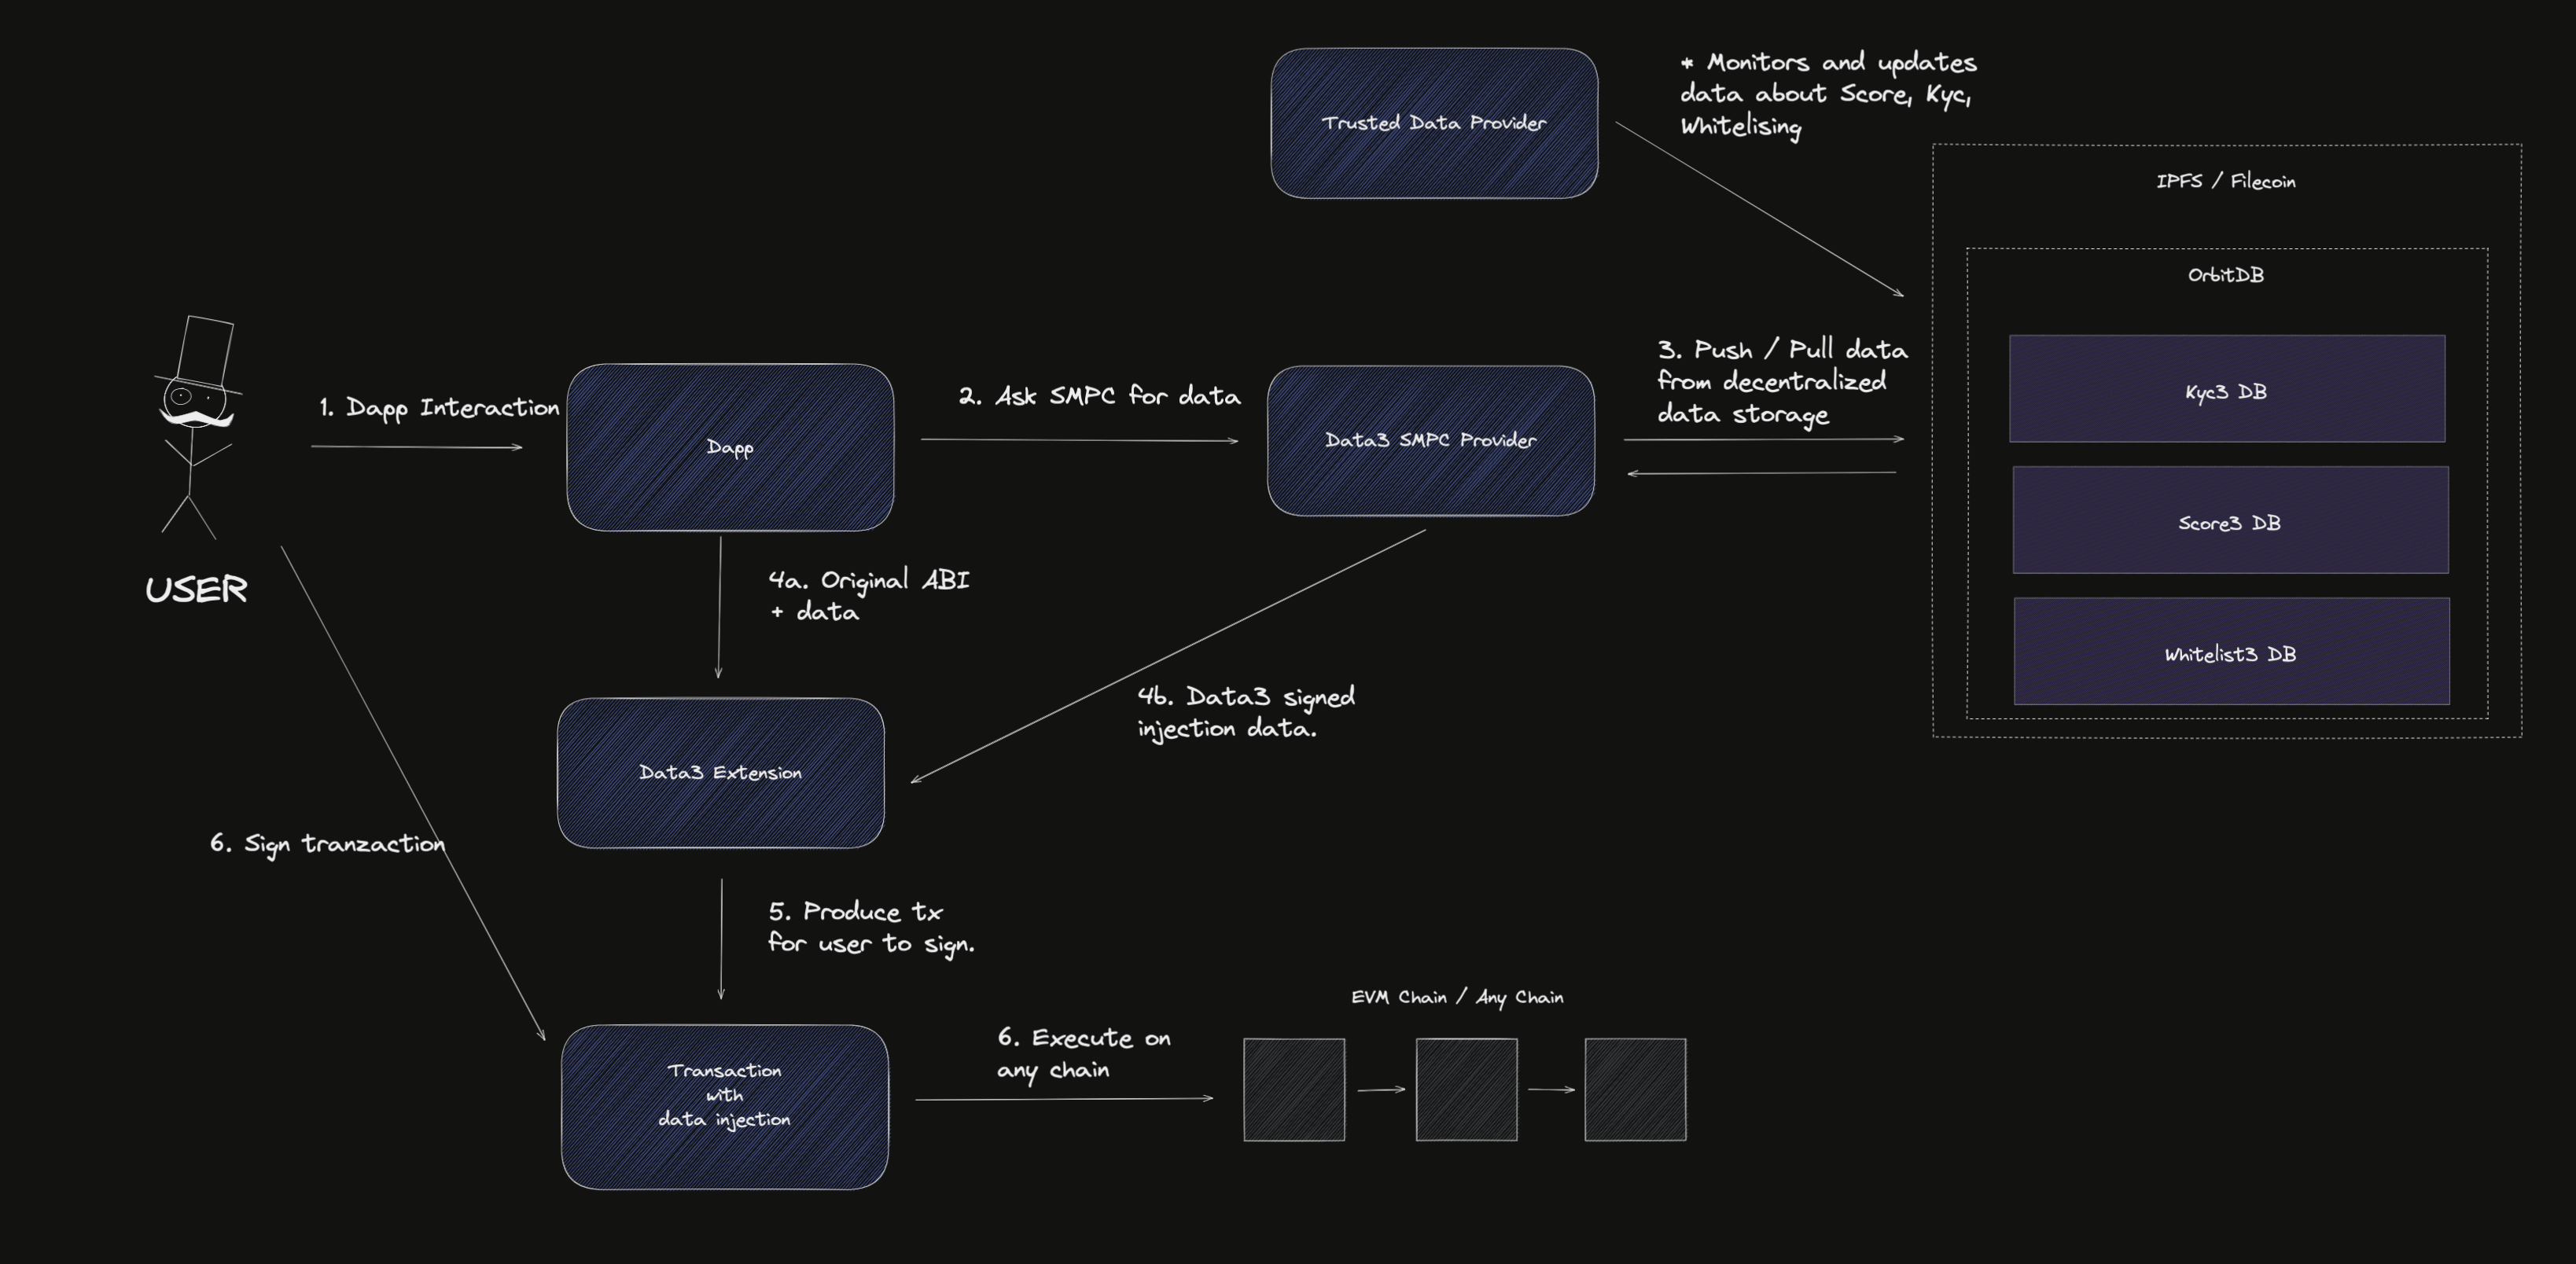 * Monitors and updates
data about Score, Kyc,
Whitelising
Trusted Data Provider
IPFS / Filecoin
OrbitDB
Kyc3 DB
Score3 DB
Whitelist3 DB
USER
1. Dapp Interaction
Dapp
2. Ask SMPC for data
Data3 SMPC Provider
3. Push / Pull data
from decentralized
data storage
4a. Original ABI
+ data
4b. Data3 signed
injection data.
Data3 Extension
6. Sign tranzaction
5. Produce tx
for user to sign.
Transaction
with
data injection
6. Execute on
any chain
EVM Chain / Any Chain